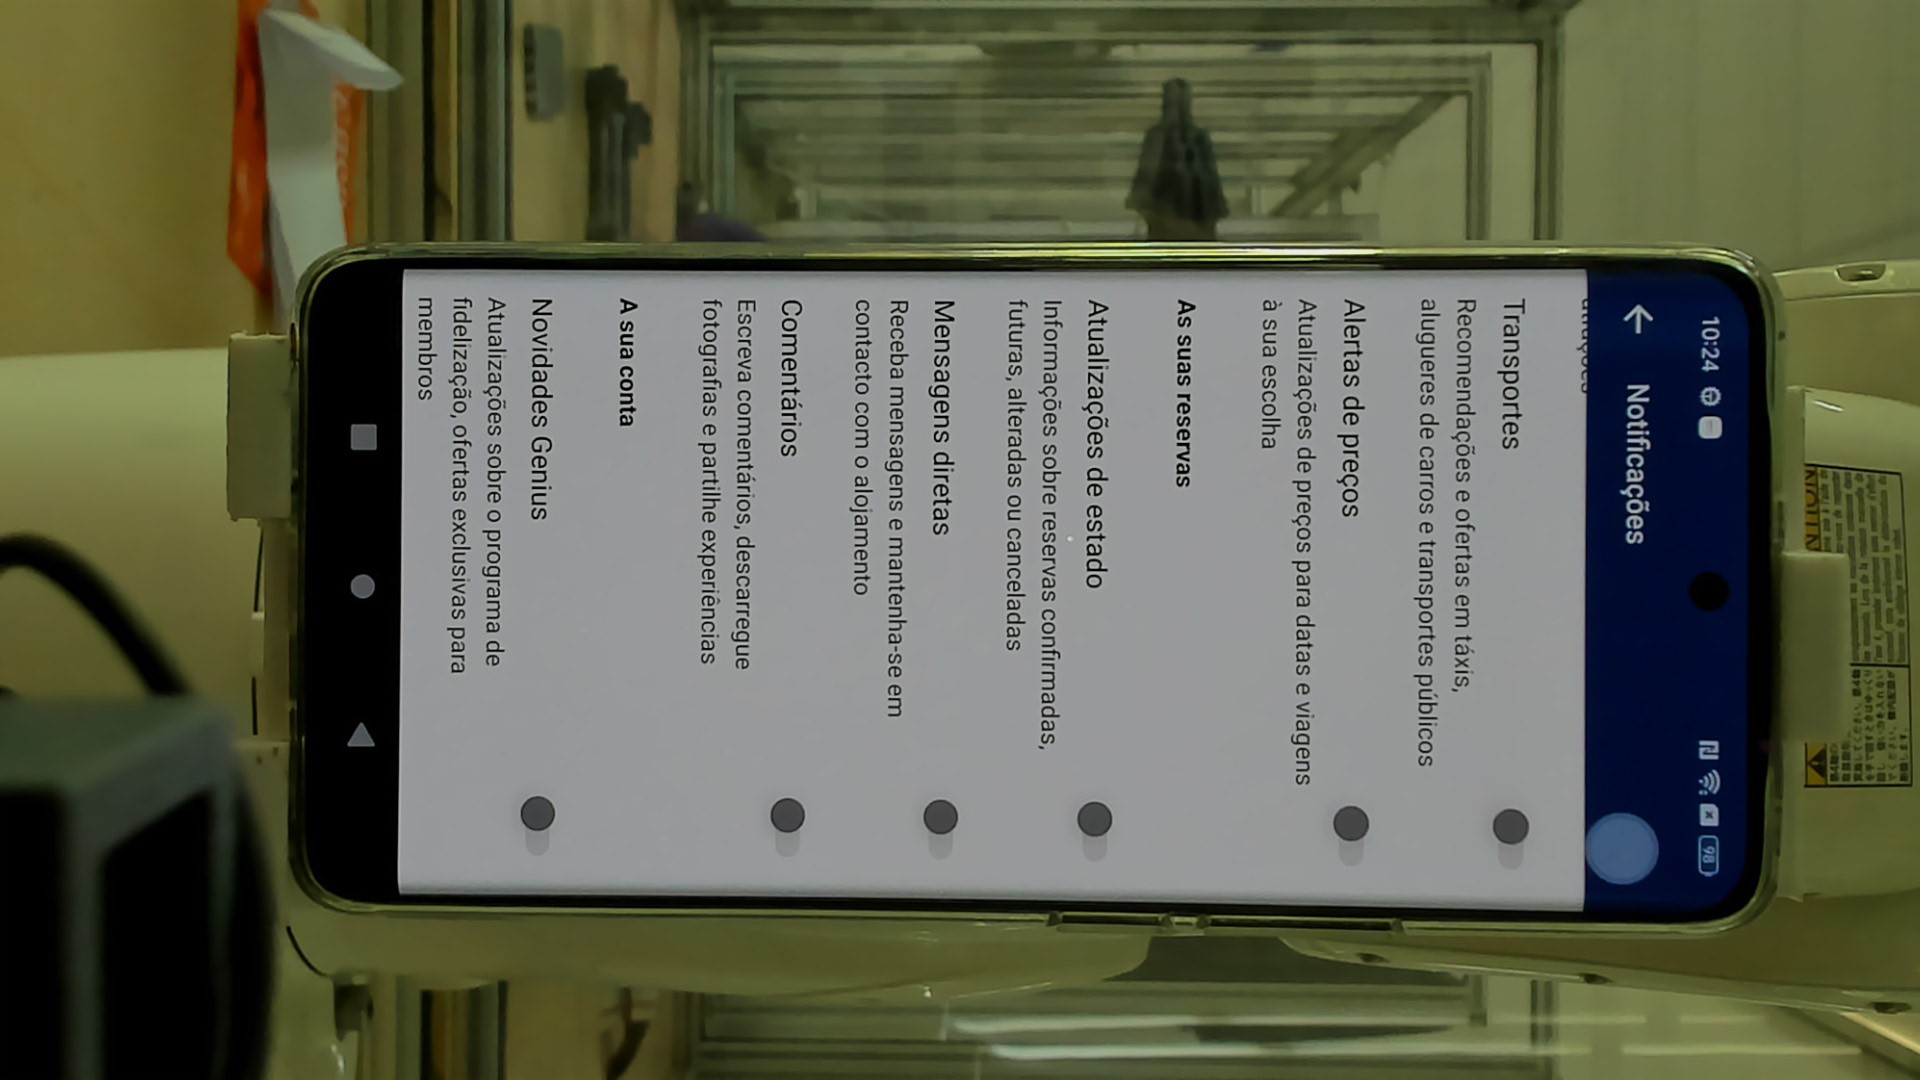 10:24
98
Notificações
Transportes
Recomendações e ofertas em táxis,
alugueres de carros e transportes públicos
Alertas de preços
Atualizações de preços para datas e viagens
à sua escolha
As suas reservas
Atualizações de estado
Informações sobre reservas confirmadas,
futuras, alteradas ou canceladas
Mensagens diretas
Receba mensagens e mantenha-se em
contacto com o alojamento
Comentários
Escreva comentários, descarregue
fotografias e partilhe experiências
A sua conta
Novidades Genius
Atualizações sobre o programa de
fidelização, ofertas exclusivas para
membros